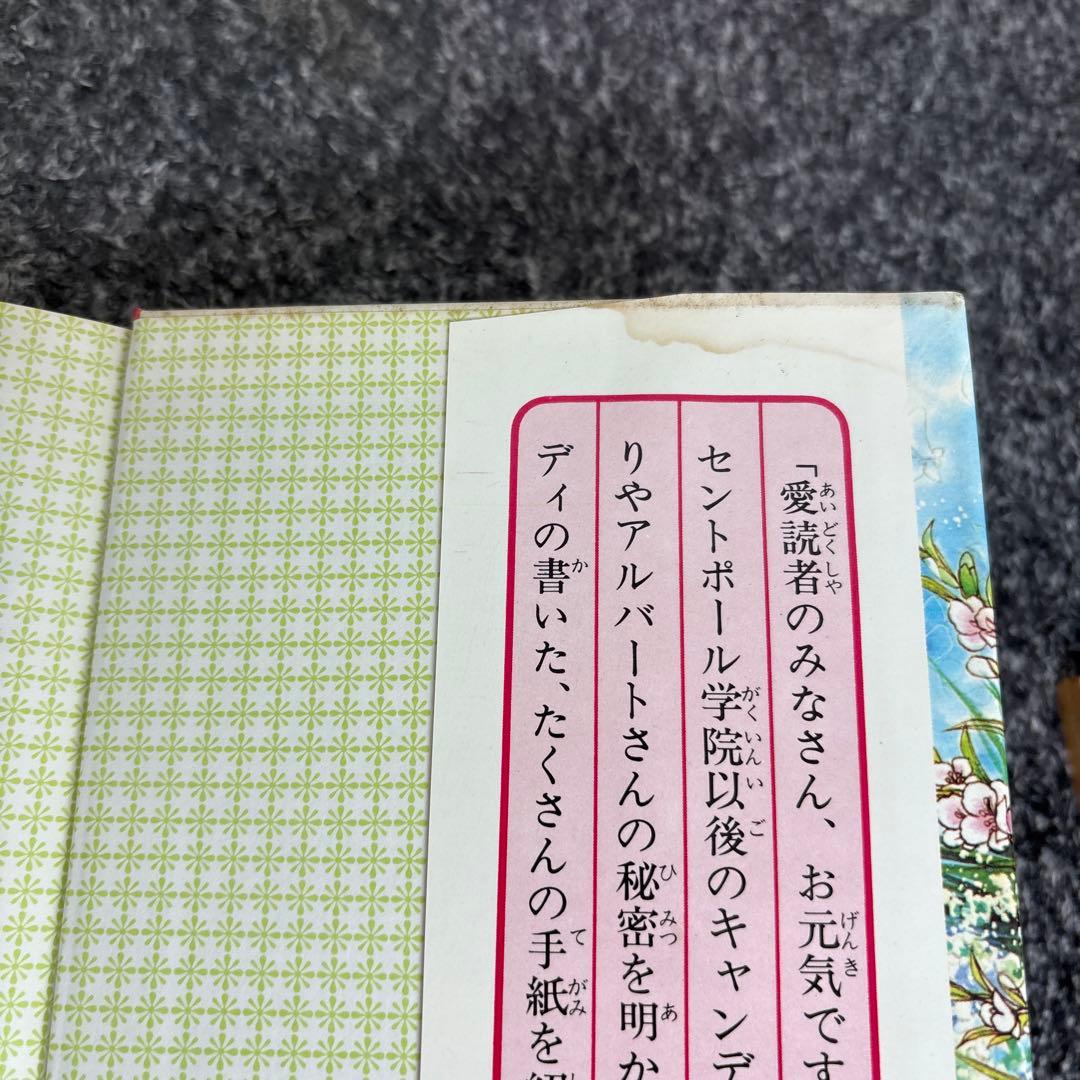 「愛読者のみなさん、お元気です
セントポール学院以後のキャンデ
りやアルバートさんの秘密を明か
ディの書いた、たくさんの手紙を